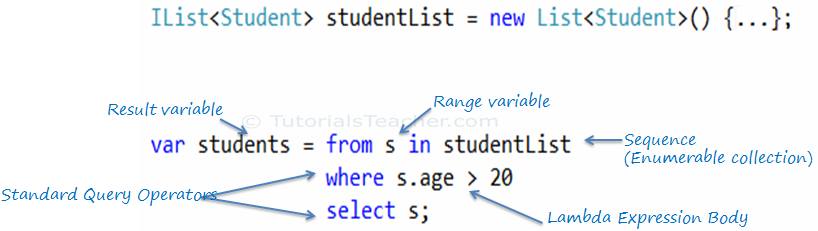 IList<Student> studentList = new List<Student>() {...};
Result variable
Range variable
© TutorialsTeacher.com
var students = from s in studentList
Sequence
(Enumerable collection)
where s.age > 20
Standard Query Operators
select s;
Lambda Expression Body